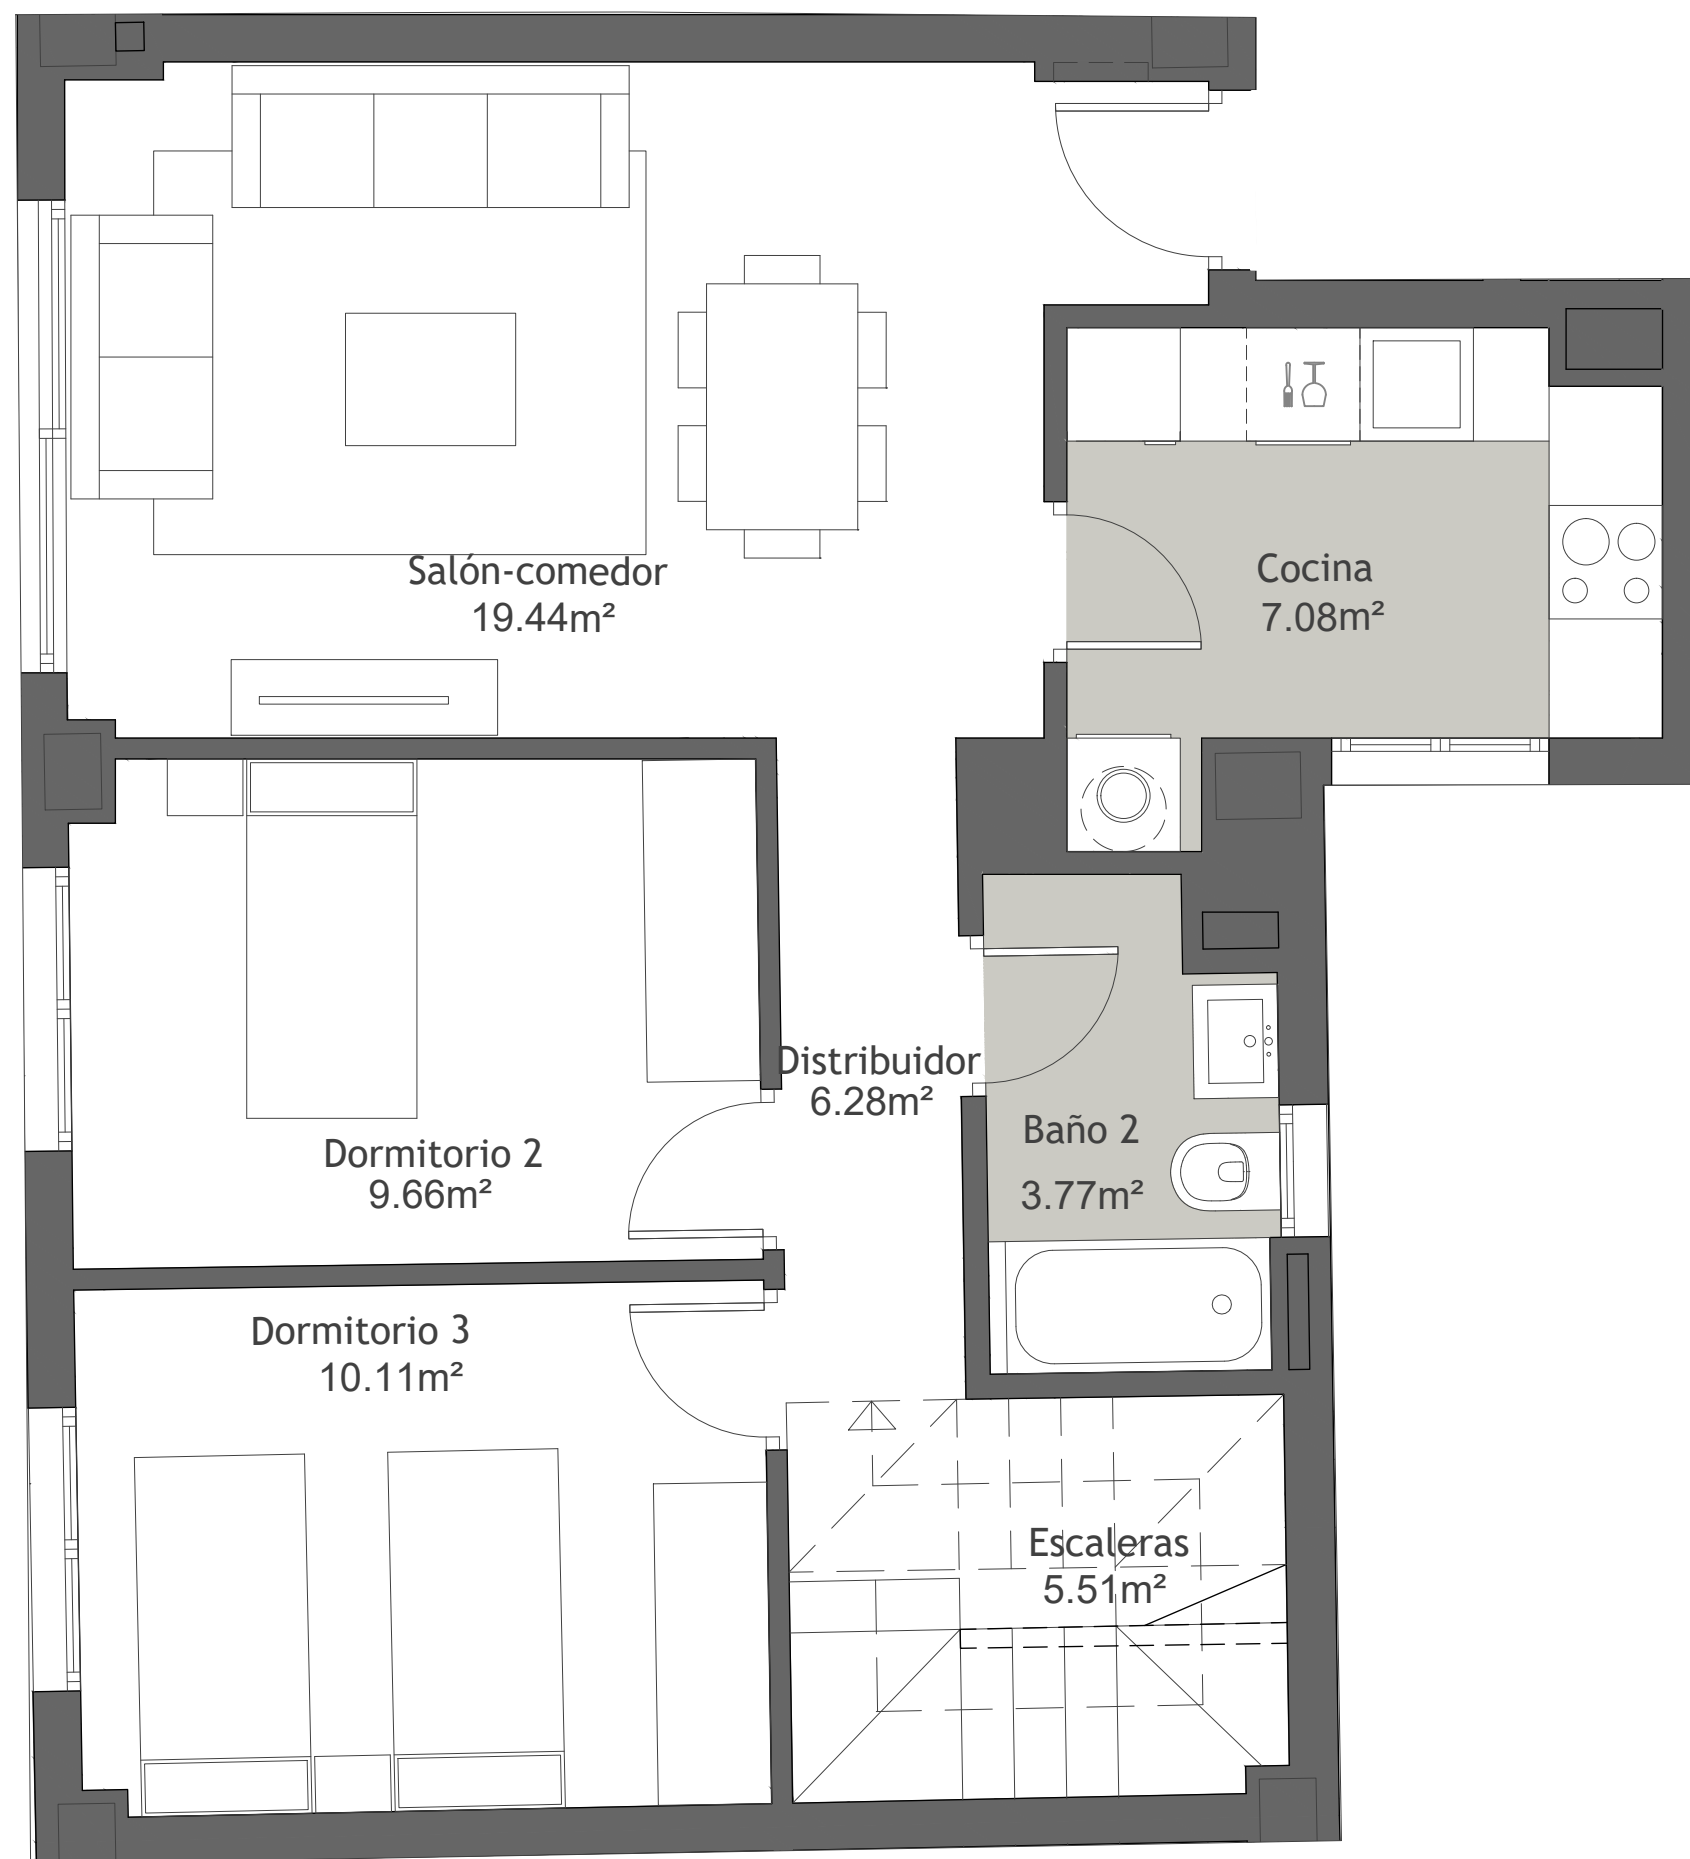 Salón-comedor
19.44m²
Cocina
7.08m²
Distribuidor
6.28m²
Dormitorio 2
9.66m²
Baño 2
3.77m²
Dormitorio 3
10.11m²
Escaleras
5.51m²